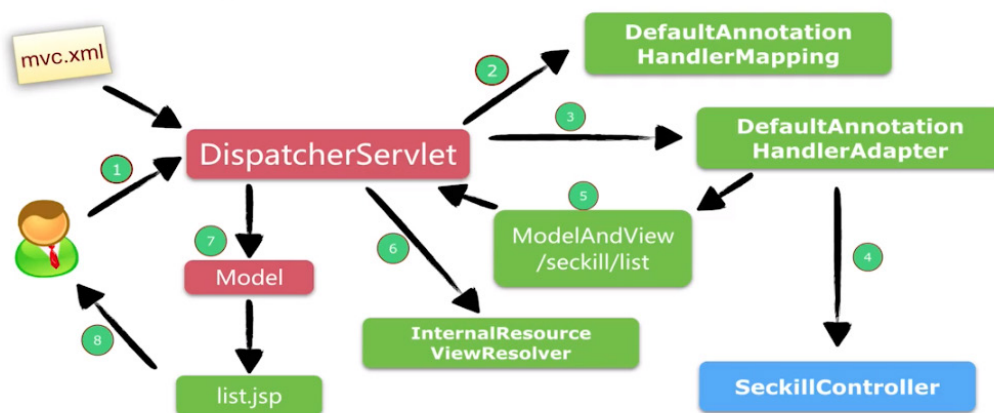 mvc.xml
DefaultAnnotation
HandlerMapping
2
3
DispatcherServlet
DefaultAnnotation
HandlerAdapter
1
5
ModelAndView
/seckill/list
7
6
4
Model
InternalResource
ViewResolver
8
list.jsp
SeckillController